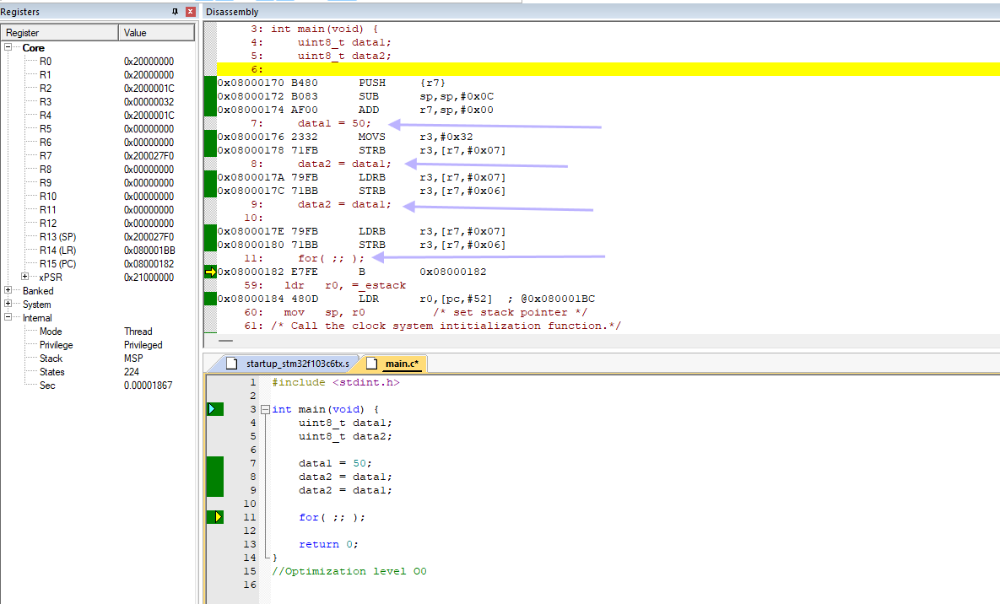 Registers
Register Value
Core
R0 0x20000000
R1 0x20000000
R2 0x2000001C
R3 0x00000032
R4 0x2000001C
R5 0x00000000
R6 0x00000000
R7 0x200027F0
R8 0x00000000
R9 0x00000000
R10 0x00000000
R11 0x00000000
R12 0x00000000
R13 (SP) 0x200027F0
R14 (LR) 0x080001BB
R15 (PC) 0x08000182
xPSR 0x21000000
Banked
System
Internal
Mode Thread
Privilege Privileged
Stack MSP
States 224
Sec 0.00001867
Disassembly
3: int main(void) {
4: uint8_t data1;
5: uint8_t data2;
6:
0x08000170 B480 PUSH {r7}
0x08000172 B083 SUB sp,sp,#0x0C
0x08000174 AF00 ADD r7,sp,#0x00
7: data1 = 50;
0x08000176 2332 MOVS r3,#0x32
0x08000178 71FB STRB r3,[r7,#0x07]
8: data2 = data1;
0x0800017A 79FB LDRB r3,[r7,#0x07]
0x0800017C 71BB STRB r3,[r7,#0x06]
9: data2 = data1;
10:
0x0800017E 79FB LDRB r3,[r7,#0x07]
0x08000180 71BB STRB r3,[r7,#0x06]
11: for( ;; );
0x08000182 E7FE B 0x08000182
59: ldr r0, =_estack
0x08000184 480D LDR r0,[pc,#52] ; @0x080001BC
60: mov sp, r0 /* set stack pointer */
61: /* Call the clock system intitialization function.*/
startup_stm32f103c6tx.s main.c*
1 #include <stdint.h>
2
3 int main(void) {
4 uint8_t data1;
5 uint8_t data2;
6
7 data1 = 50;
8 data2 = data1;
9 data2 = data1;
10
11 for( ;; );
12
13 return 0;
14 }
15 //Optimization level O0
16